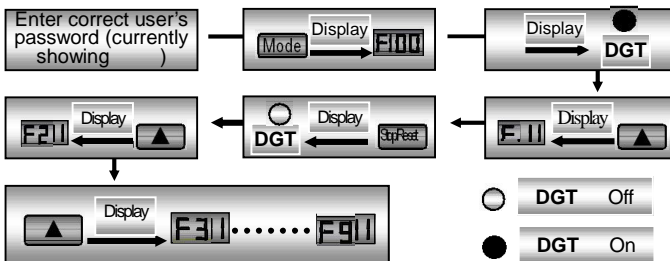 Enter correct user's
password (currently
showing )
Mode Display F100
Display DGT
F211 Display
DGT Display Stop/Reset
F.11 Display
Display F311 ······· F911
DGT Off
DGT On